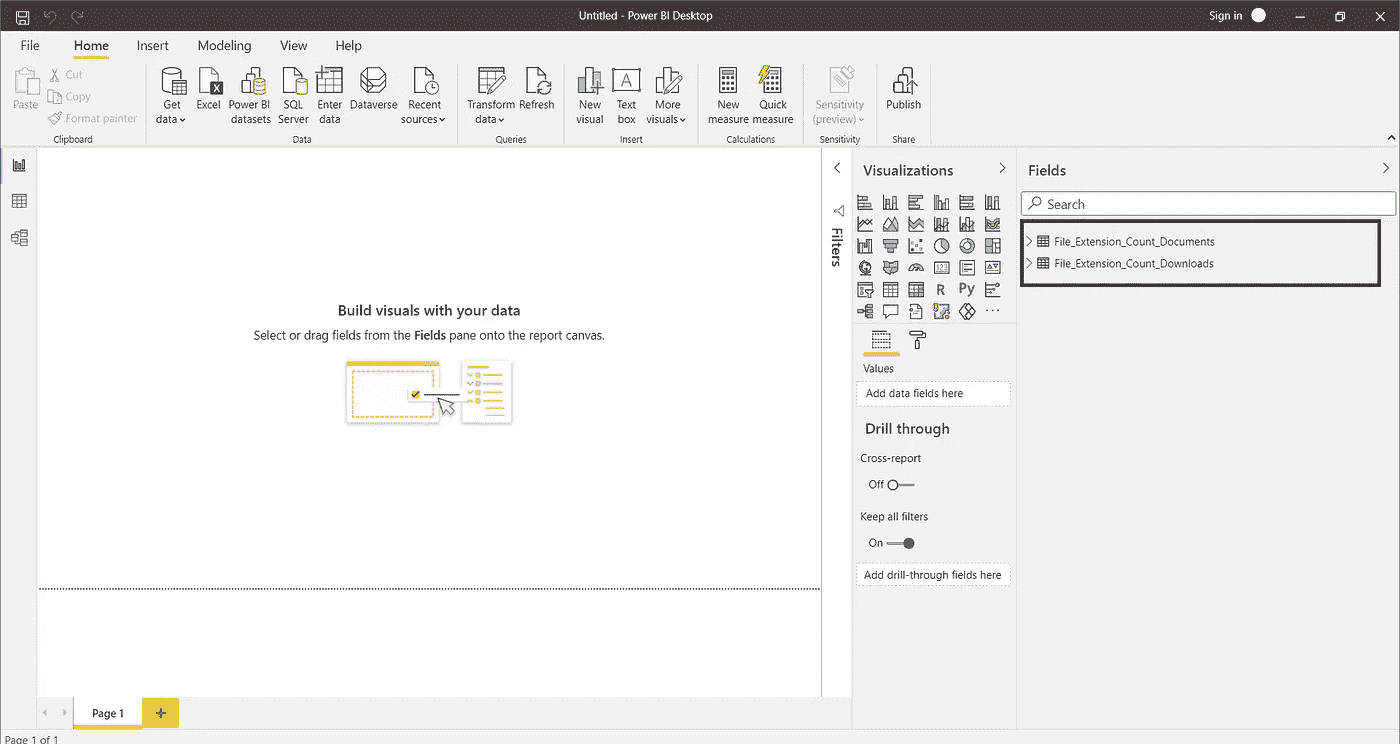 Untitled - Power BI Desktop
Sign in
File
Home
Insert
Modeling
View
Help
Paste
Cut
Copy
Format painter
Clipboard
Get
data
Excel
Power BI
datasets
SQL
Server
Enter
data
Dataverse
Recent
sources
Data
Transform
data
Refresh
Queries
New
visual
A
Text
box
More
visuals
Insert
New
measure
Quick
measure
Calculations
Sensitivity
(preview)
Sensitivity
Publish
Share
Build visuals with your data
Select or drag fields from the Fields pane onto the report canvas.
Filters
Visualizations
123
R
Py
Values
Add data fields here
Drill through
Cross-report
Off
Keep all filters
On
Add drill-through fields here
Fields
Search
File_Extension_Count_Documents
File_Extension_Count_Downloads
Page 1
Page 1 of 1